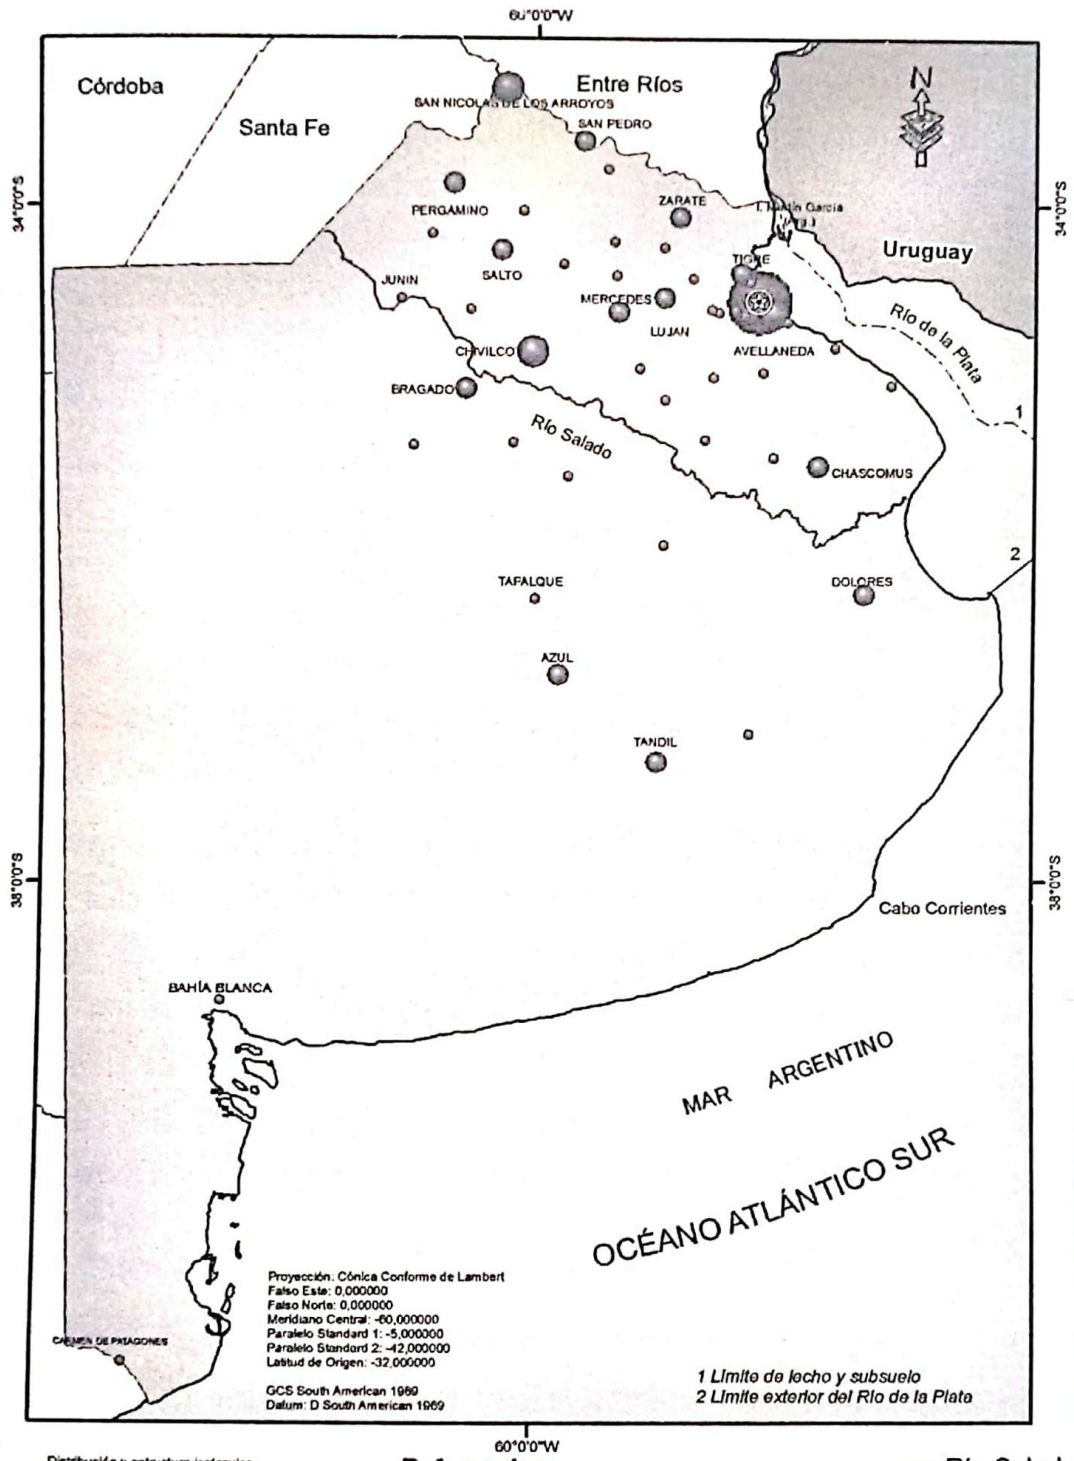 60°0'0"W
Córdoba
Entre Ríos
SAN NICOLAS DE LOS ARROYOS
Santa Fe
SAN PEDRO
N
34°0'0"S
34°0'0"S
PERGAMINO
ZARATE
García
Uruguay
SALTO
TIGRE
JUNIN
MERCEDES
LUJAN
Río de la Plata
CHIVILCO
AVELLANEDA
BRAGADO
1
Río Salado
CHASCOMUS
2
TAFALQUE
DOLORES
AZUL
TANDIL
38°0'0"S
38°0'0"S
Cabo Corrientes
BAHÍA BLANCA
MAR ARGENTINO
OCÉANO ATLÁNTICO SUR
Proyección: Cónica Conforme de Lambert
Falso Este: 0,000000
Falso Norte: 0,000000
Meridiano Central: -60,000000
Paralelo Standard 1: -5,000000
Paralelo Standard 2: -42,000000
Latitud de Origen: -32,000000
CARMEN DE PATAGONES
GCS South American 1969
Datum: D South American 1969
1 Límite de lecho y subsuelo
2 Límite exterior del Río de la Plata
60°0'0"W